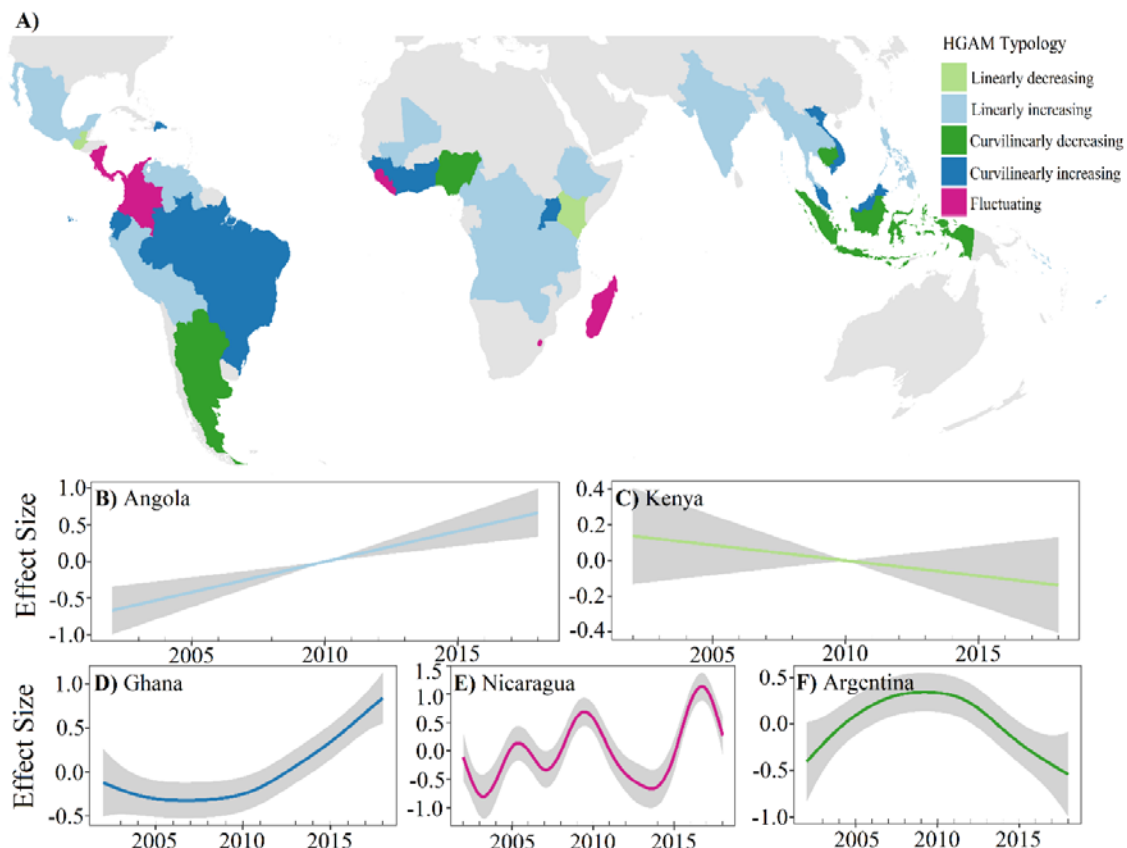 A)
HGAM Typology
Linearly decreasing
Linearly increasing
Curvilinearly decreasing
Curvilinearly increasing
Fluctuating
Effect Size
B) Angola
1.0
0.5
0.0
-0.5
-1.0
2005 2010 2015
C) Kenya
0.4
0.2
0.0
-0.2
-0.4
2005 2010 2015
Effect Size
D) Ghana
1.0
0.5
0.0
-0.5
2005 2010 2015
E) Nicaragua
1.5
1.0
0.5
-0.0
-0.5
-1.0
2005 2010 2015
F) Argentina
0.5
0.0
-0.5
-1.0
2005 2010 2015